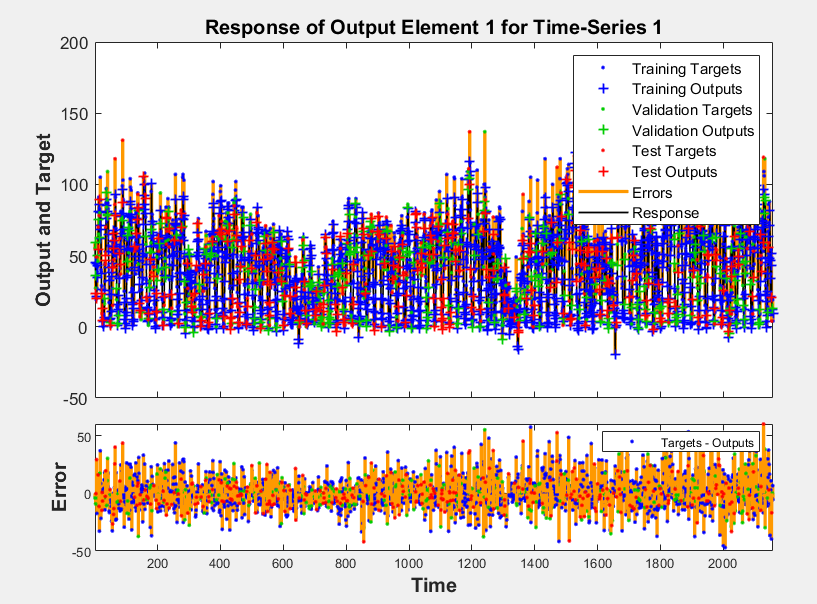 Response of Output Element 1 for Time-Series 1
Output and Target
200
150
100
50
0
-50
Training Targets
Training Outputs
Validation Targets
Validation Outputs
Test Targets
Test Outputs
Errors
Response
Error
50
0
-50
Targets - Outputs
200 400 600 800 1000 1200 1400 1600 1800 2000
Time